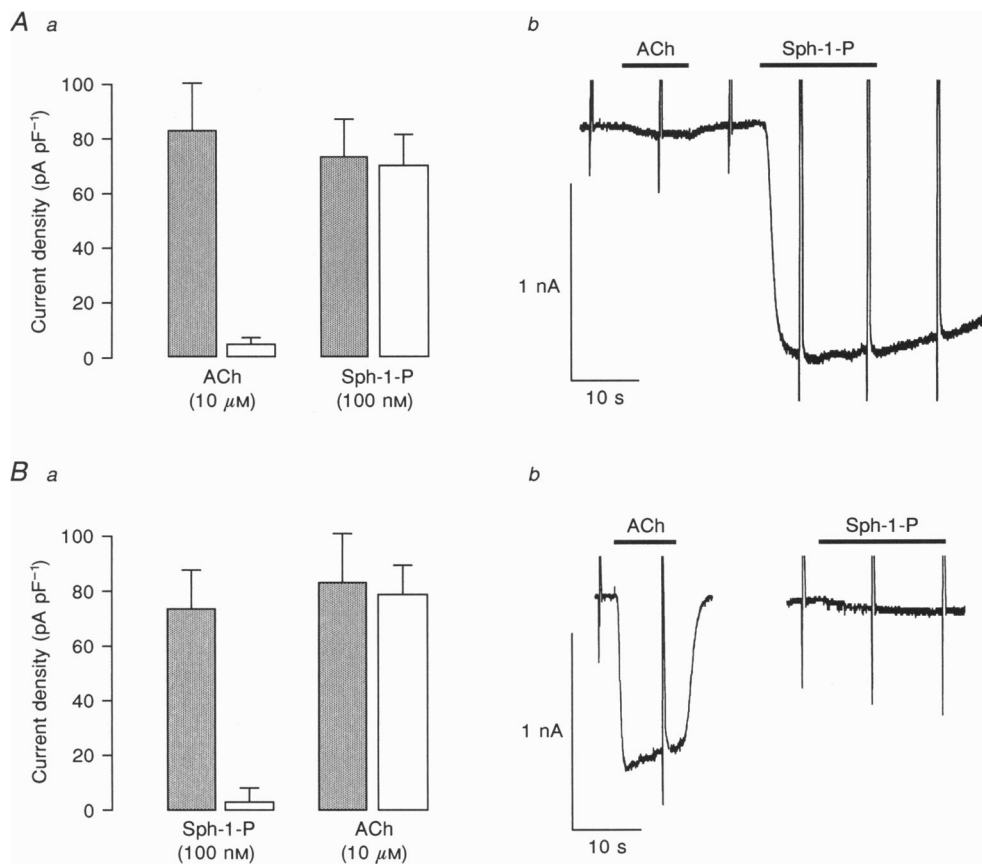 A a
b
Current density (pA pF⁻¹)
100
80
60
40
20
0
ACh
(10 μM)
Sph-1-P
(100 nM)
ACh
Sph-1-P
1 nA
10 s
B a
b
Current density (pA pF⁻¹)
100
80
60
40
20
0
Sph-1-P
(100 nM)
ACh
(10 μM)
ACh
Sph-1-P
1 nA
10 s